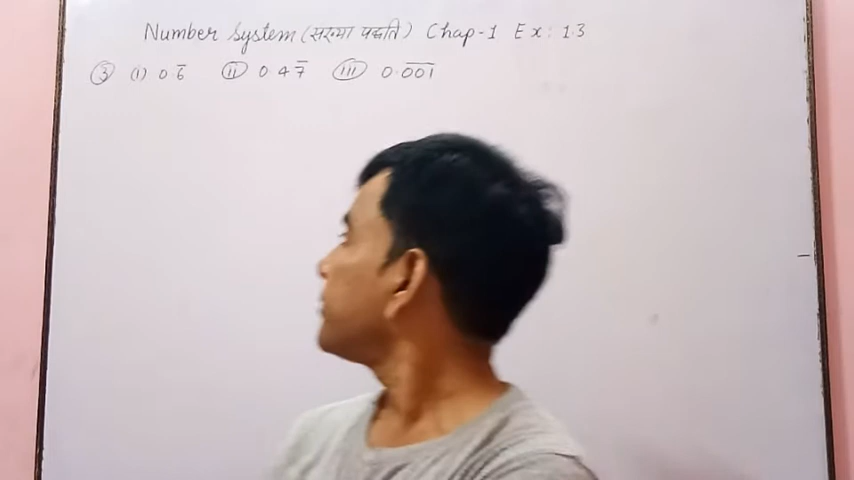 Number System (संख्या पद्धति) Chap-1 Ex: 1.3
③ (i) 0.6̅ (ii) 0.47̅ (iii) 0.0̅0̅1̅